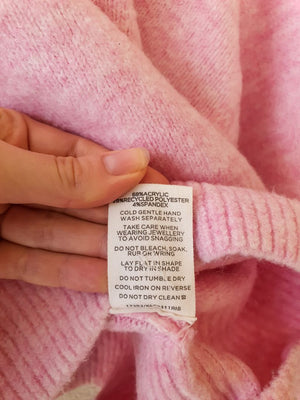 68%ACRYLIC
28%RECYCLED POLYESTER
4%SPANDEX
COLD GENTLE HAND
WASH SEPARATELY
TAKE CARE WHEN
WEARING JEWELLERY
TO AVOID SNAGGING
DO NOT BLEACH, SOAK,
RUB OR WRING
LAY FLAT IN SHAPE
TO DRY IN SHADE
DO NOT TUMBLE DRY
COOL IRON ON REVERSE
DO NOT DRY CLEAN